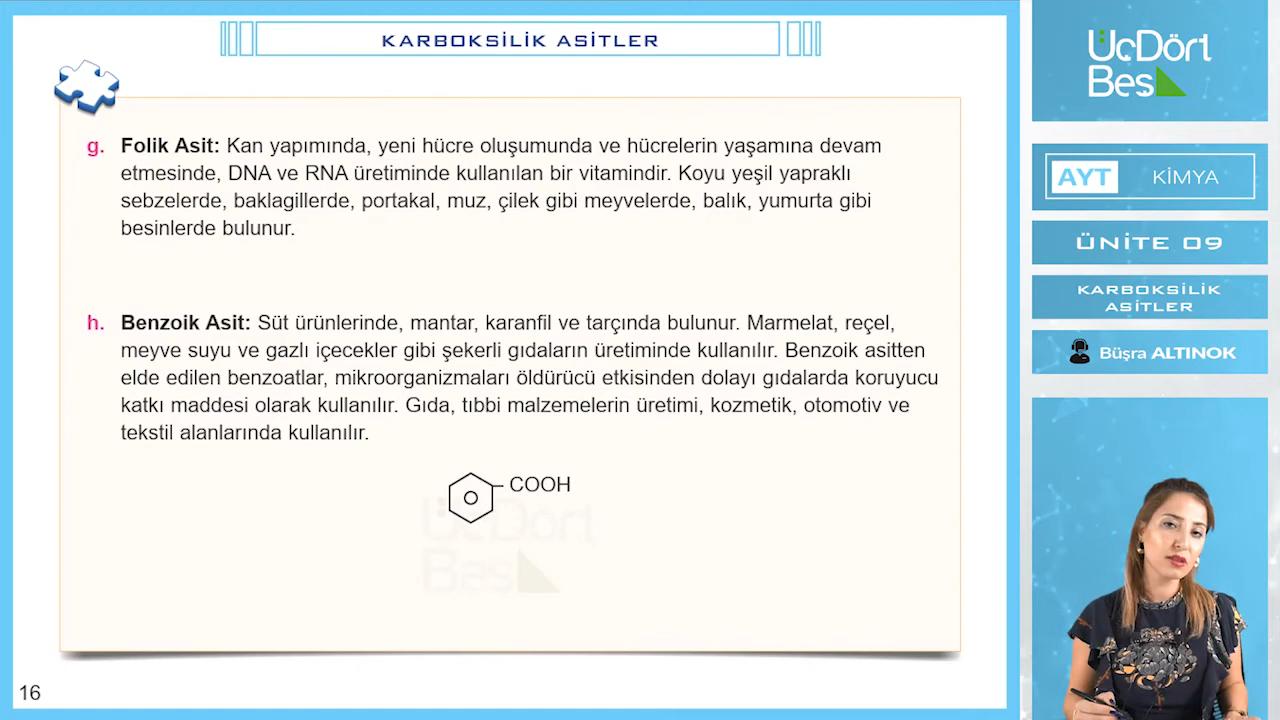 KARBOKSİLİK ASİTLER
g. Folik Asit: Kan yapımında, yeni hücre oluşumunda ve hücrelerin yaşamına devam
etmesinde, DNA ve RNA üretiminde kullanılan bir vitamindir. Koyu yeşil yapraklı
sebzelerde, baklagillerde, portakal, muz, çilek gibi meyvelerde, balık, yumurta gibi
besinlerde bulunur.
h. Benzoik Asit: Süt ürünlerinde, mantar, karanfil ve tarçında bulunur. Marmelat, reçel,
meyve suyu ve gazlı içecekler gibi şekerli gıdaların üretiminde kullanılır. Benzoik asitten
elde edilen benzoatlar, mikroorganizmaları öldürücü etkisinden dolayı gıdalarda koruyucu
katkı maddesi olarak kullanılır. Gıda, tıbbi malzemelerin üretimi, kozmetik, otomotiv ve
tekstil alanlarında kullanılır.
COOH
ÜçDört
Beş
16
ÜçDört
Beş
AYT KİMYA
ÜNİTE 09
KARBOKSİLİK
ASİTLER
Büşra ALTINOK